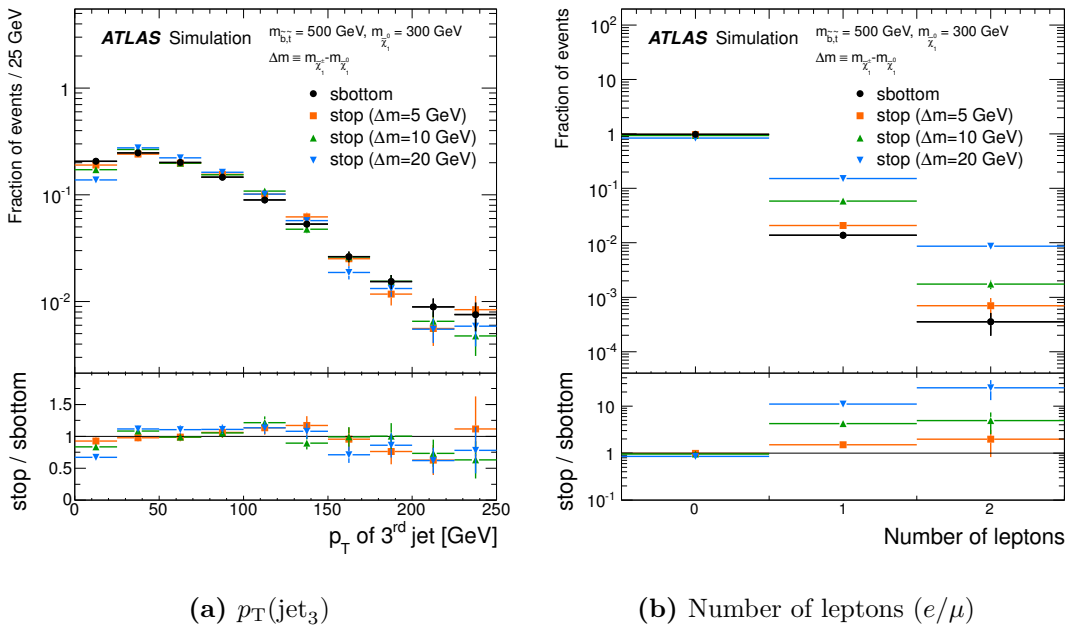 Fraction of events / 25 GeV
ATLAS Simulation
m_{b̃,t̃} = 500 GeV, m_{χ̃₁⁰} = 300 GeV
Δm ≡ m_{χ̃₁±}-m_{χ̃₁⁰}
sbottom
stop (Δm=5 GeV)
stop (Δm=10 GeV)
stop (Δm=20 GeV)
1
10⁻¹
10⁻²
stop / sbottom
1.5
1
0.5
0
0 50 100 150 200 250
p_T of 3rd jet [GeV]
Fraction of events
ATLAS Simulation
m_{b̃,t̃} = 500 GeV, m_{χ̃₁⁰} = 300 GeV
Δm ≡ m_{χ̃₁±}-m_{χ̃₁⁰}
sbottom
stop (Δm=5 GeV)
stop (Δm=10 GeV)
stop (Δm=20 GeV)
10²
10
1
10⁻¹
10⁻²
10⁻³
10⁻⁴
stop / sbottom
10
1
10⁻¹
0 1 2
Number of leptons
(a) p_T(jet₃)
(b) Number of leptons (e/μ)